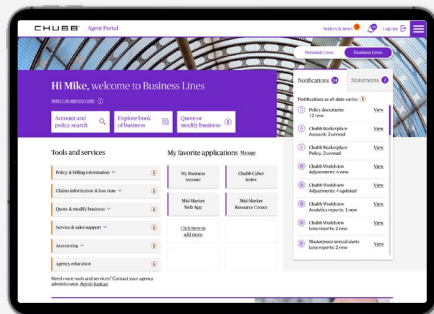 CHUBB
Agent Portal
Notices & news
Log out
Personal Lines
Business Lines
Hi Mike, welcome to Business Lines
Select an agency code
Account and
policy search
Explore book
of business
Quote or
modify business
Notifications
Statements
Notifications as of date varies
Policy documents
12 new
View
Chubb Marketplace
Account: 3 unread
View
Chubb Marketplace
Policy: 2 unread
View
Chubb Worldview
Adjustments: 4 new
View
Chubb Worldview
Adjustments: 4 updated
View
Chubb Worldview
Analytics reports: 1 new
View
Chubb Worldview
Loss reports: 2 new
View
Masterpiece annual alerts
Loss reports: 2 new
View
Tools and services
Policy & billing information
Claims information & loss runs
Quote & modify business
Service & sales support
Accounting
Agency education
Need more tools and services? Contact your agency
administrator. Agent lookup
My favorite applications Manage
My Business
Income
Chubb Cyber
Index
Mid-Market
Web App
Mid-Market
Resource Center
Click here to
add more